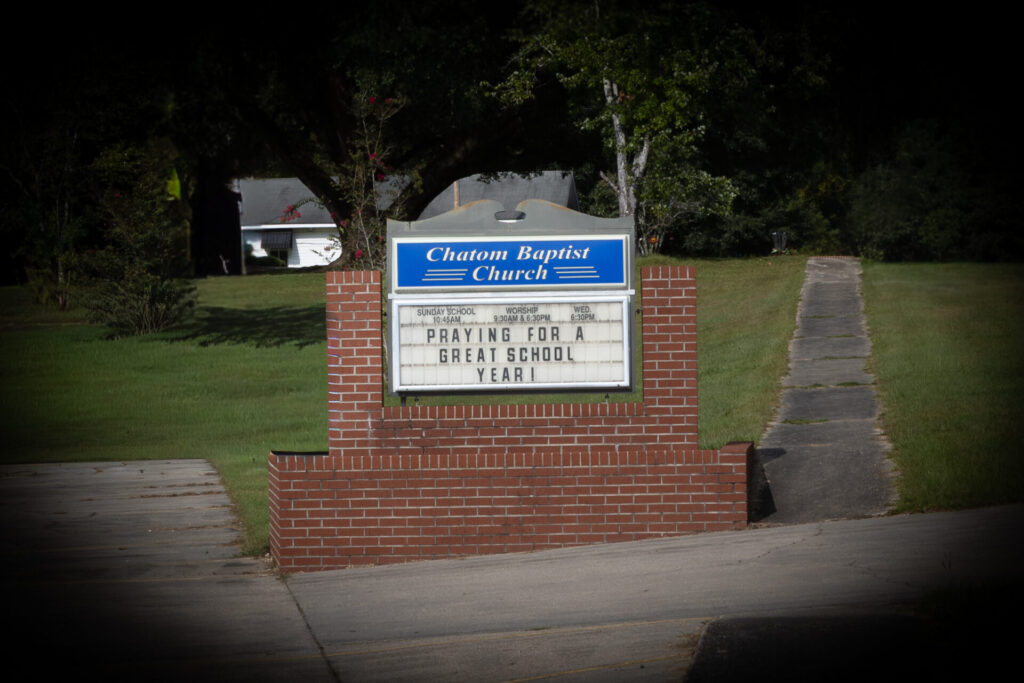 Chatom Baptist
Church
SUNDAY SCHOOL WORSHIP WED.
10:45AM 9:30AM & 6:30PM 6:30PM
PRAYING FOR A
GREAT SCHOOL
YEAR!